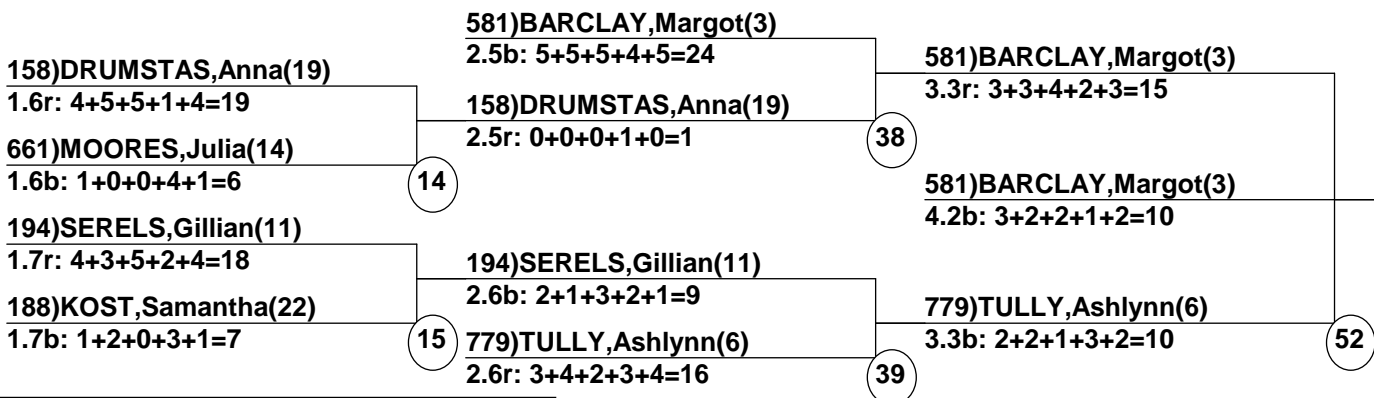 158)DRUMSTAS,Anna(19)
1.6r: 4+5+5+1+4=19
661)MOORES,Julia(14)
1.6b: 1+0+0+4+1=6
14
194)SERELS,Gillian(11)
1.7r: 4+3+5+2+4=18
188)KOST,Samantha(22)
1.7b: 1+2+0+3+1=7
15
581)BARCLAY,Margot(3)
2.5b: 5+5+5+4+5=24
158)DRUMSTAS,Anna(19)
2.5r: 0+0+0+1+0=1
38
194)SERELS,Gillian(11)
2.6b: 2+1+3+2+1=9
779)TULLY,Ashlynn(6)
2.6r: 3+4+2+3+4=16
39
581)BARCLAY,Margot(3)
3.3r: 3+3+4+2+3=15
581)BARCLAY,Margot(3)
4.2b: 3+2+2+1+2=10
779)TULLY,Ashlynn(6)
3.3b: 2+2+1+3+2=10
52